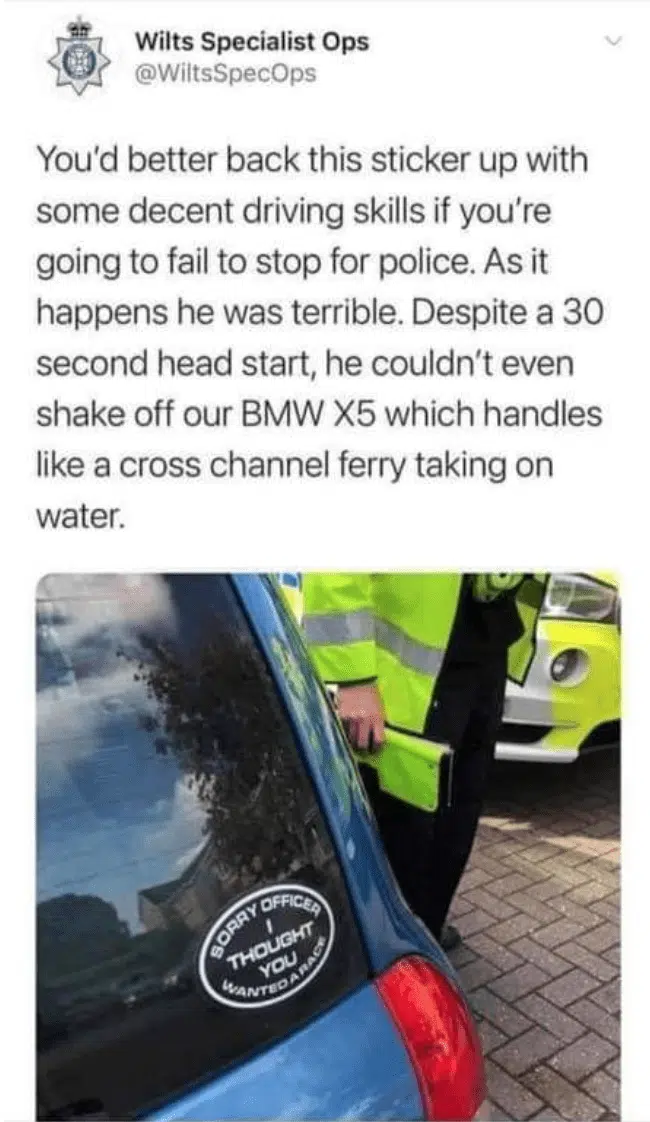 Wilts Specialist Ops
@WiltsSpecOps
You'd better back this sticker up with
some decent driving skills if you're
going to fail to stop for police. As it
happens he was terrible. Despite a 30
second head start, he couldn't even
shake off our BMW X5 which handles
like a cross channel ferry taking on
water.
SORRY OFFICER
I
THOUGHT
YOU
WANTED A RACE